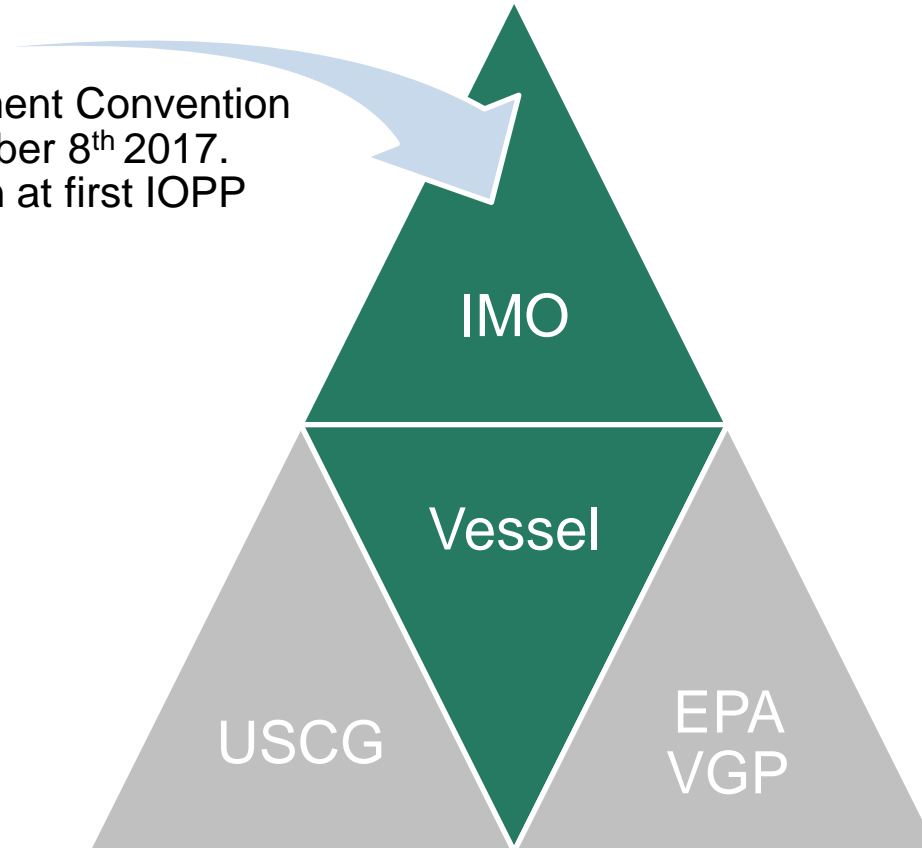 ment Convention
ber 8th 2017.
at first IOPP
IMO
Vessel
USCG
EPA
VGP